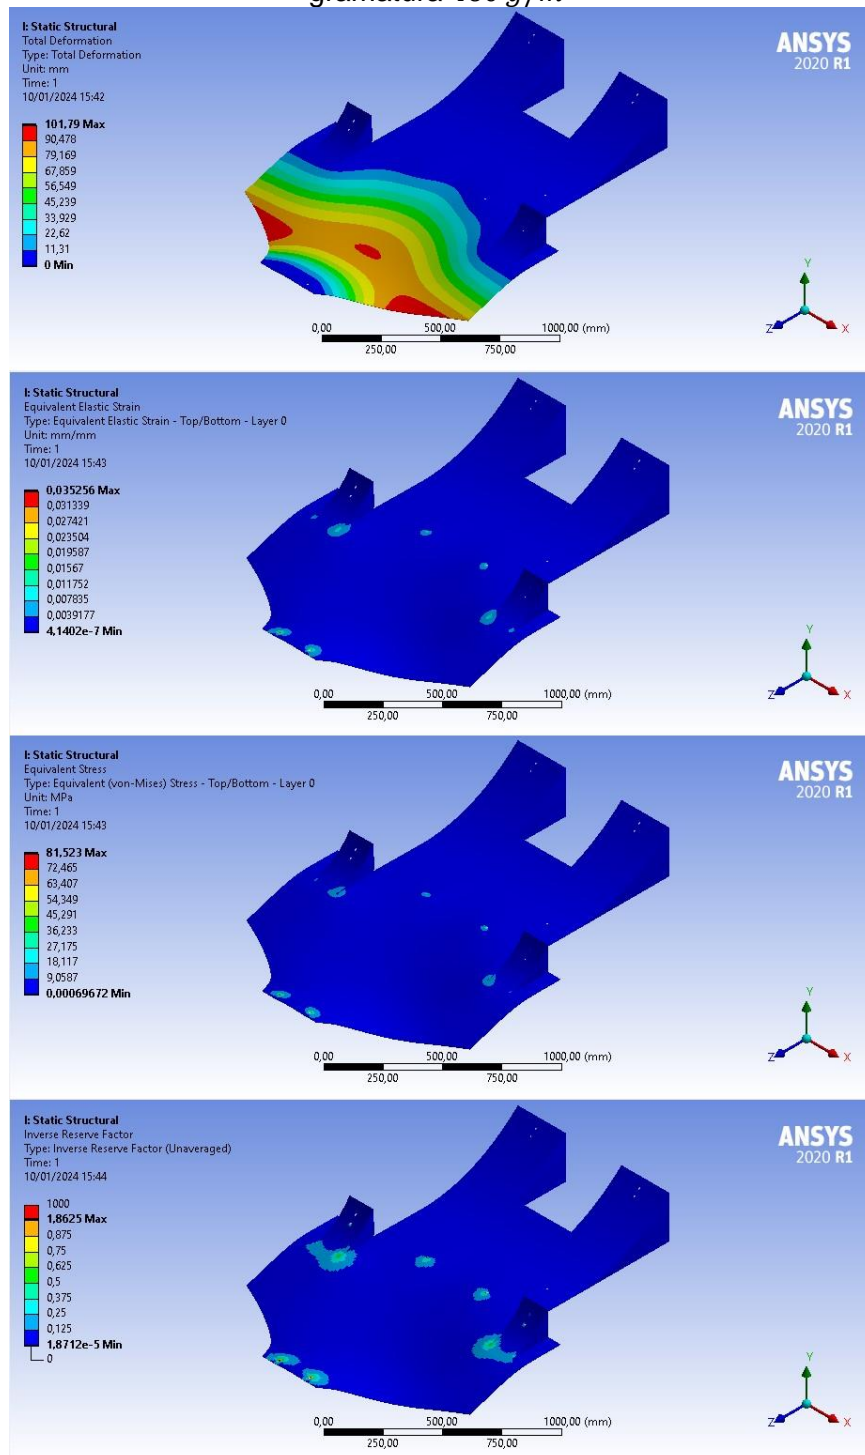 I: Static Structural
Total Deformation
Type: Total Deformation
Unit: mm
Time: 1
10/01/2024 15:42
101,79 Max
90,478
79,169
67,859
56,549
45,239
33,929
22,62
11,31
0 Min
ANSYS
2020 R1
0,00 500,00 1000,00 (mm)
250,00 750,00
Y
Z X
I: Static Structural
Equivalent Elastic Strain
Type: Equivalent Elastic Strain - Top/Bottom - Layer 0
Unit: mm/mm
Time: 1
10/01/2024 15:43
0,035256 Max
0,031339
0,027421
0,023504
0,019587
0,01567
0,011752
0,007835
0,0039177
4,1402e-7 Min
ANSYS
2020 R1
0,00 500,00 1000,00 (mm)
250,00 750,00
Y
Z X
I: Static Structural
Equivalent Stress
Type: Equivalent (von-Mises) Stress - Top/Bottom - Layer 0
Unit: MPa
Time: 1
10/01/2024 15:43
81,523 Max
72,465
63,407
54,349
45,291
36,233
27,175
18,117
9,0587
0,00069672 Min
ANSYS
2020 R1
0,00 500,00 1000,00 (mm)
250,00 750,00
Y
Z X
I: Static Structural
Inverse Reserve Factor
Type: Inverse Reserve Factor (Unaveraged)
Time: 1
10/01/2024 15:44
1000
1,8625 Max
0,875
0,75
0,625
0,5
0,375
0,25
0,125
1,8712e-5 Min
0
ANSYS
2020 R1
0,00 500,00 1000,00 (mm)
250,00 750,00
Y
Z X